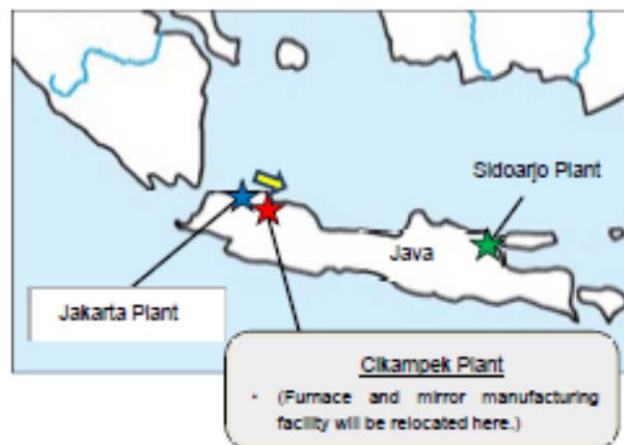 Sidoarjo Plant
Java
Jakarta Plant
Cikampek Plant
• (Furnace and mirror manufacturing
facility will be relocated here.)